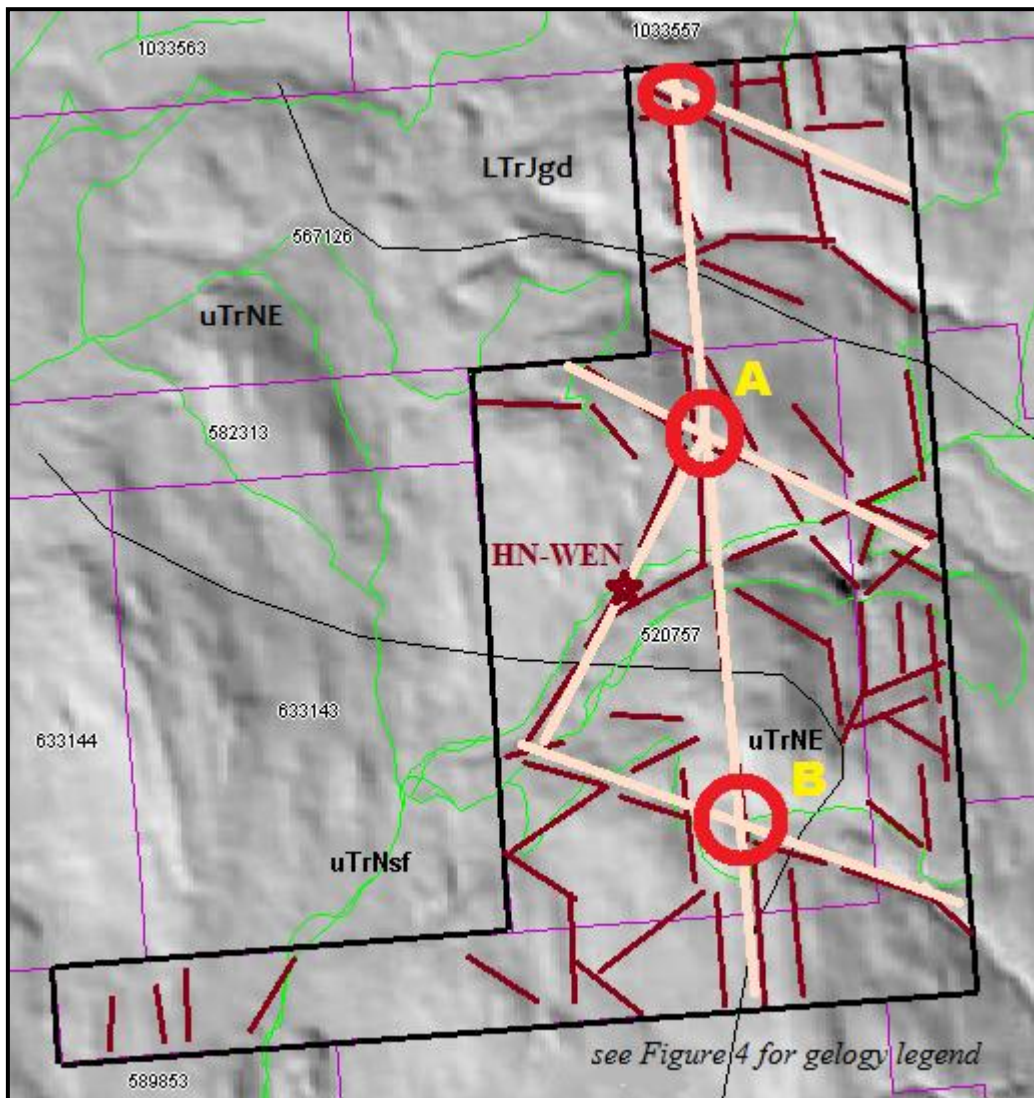 1033563
1033557
LTrJgd
567126
uTrNE
A
582313
HN-WEN
520757
633143
633144
uTrNE
B
uTrNsf
see Figure 4 for gelogy legend
589853